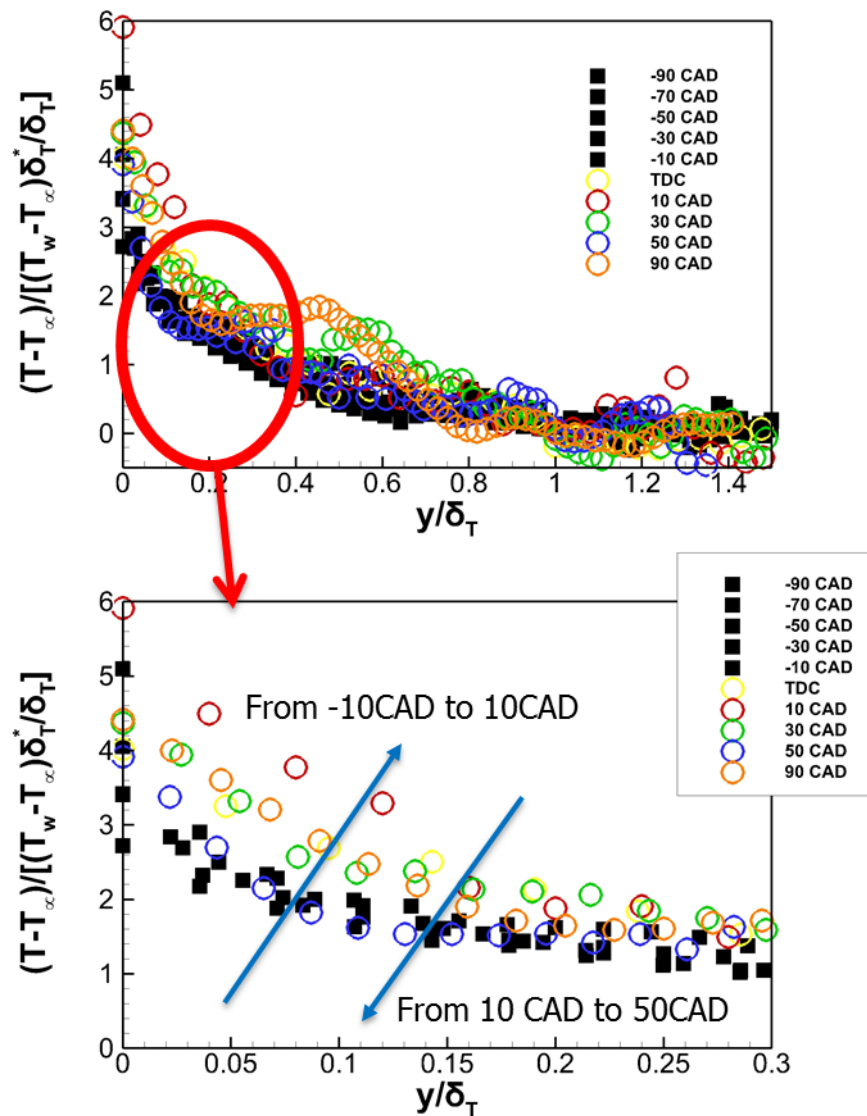 6
5
4
3
2
1
0
(T-T∞)/[(Tw-T∞)δ*T/δT]
-90 CAD
-70 CAD
-50 CAD
-30 CAD
-10 CAD
TDC
10 CAD
30 CAD
50 CAD
90 CAD
0 0.2 0.4 0.6 0.8 1 1.2 1.4
y/δT
6
5
4
3
2
1
0
(T-T∞)/[(Tw-T∞)δ*T/δT]
-90 CAD
-70 CAD
-50 CAD
-30 CAD
-10 CAD
TDC
10 CAD
30 CAD
50 CAD
90 CAD
From -10CAD to 10CAD
From 10 CAD to 50CAD
0 0.05 0.1 0.15 0.2 0.25 0.3
y/δT